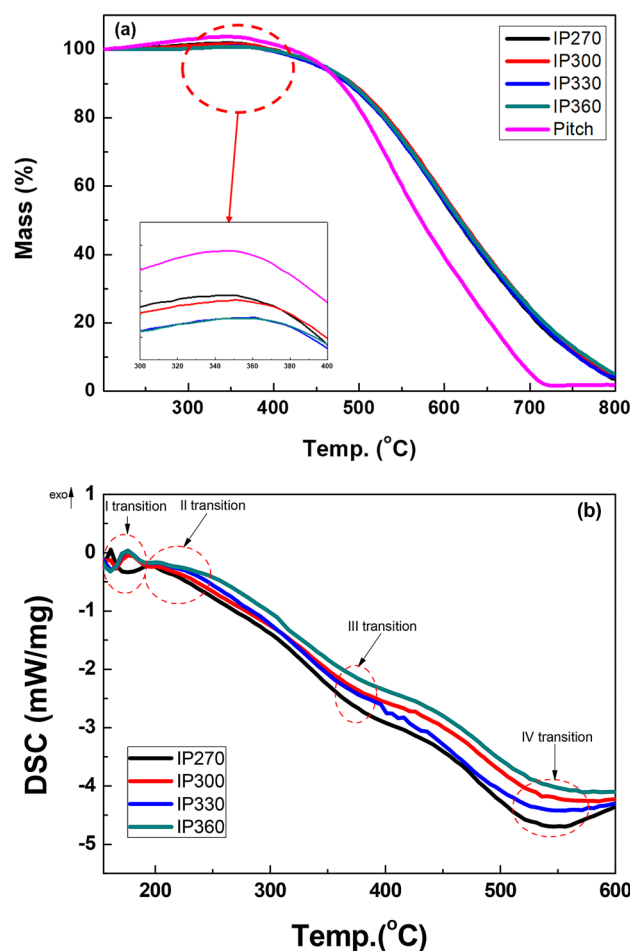 (a)
IP270
IP300
IP330
IP360
Pitch
Mass (%)
100
80
60
40
20
0
300 320 340 360 380 400
300 400 500 600 700 800
Temp. (°C)
exo
(b)
I transition
II transition
III transition
IV transition
DSC (mW/mg)
1
0
-1
-2
-3
-4
-5
IP270
IP300
IP330
IP360
200 300 400 500 600
Temp.(°C)